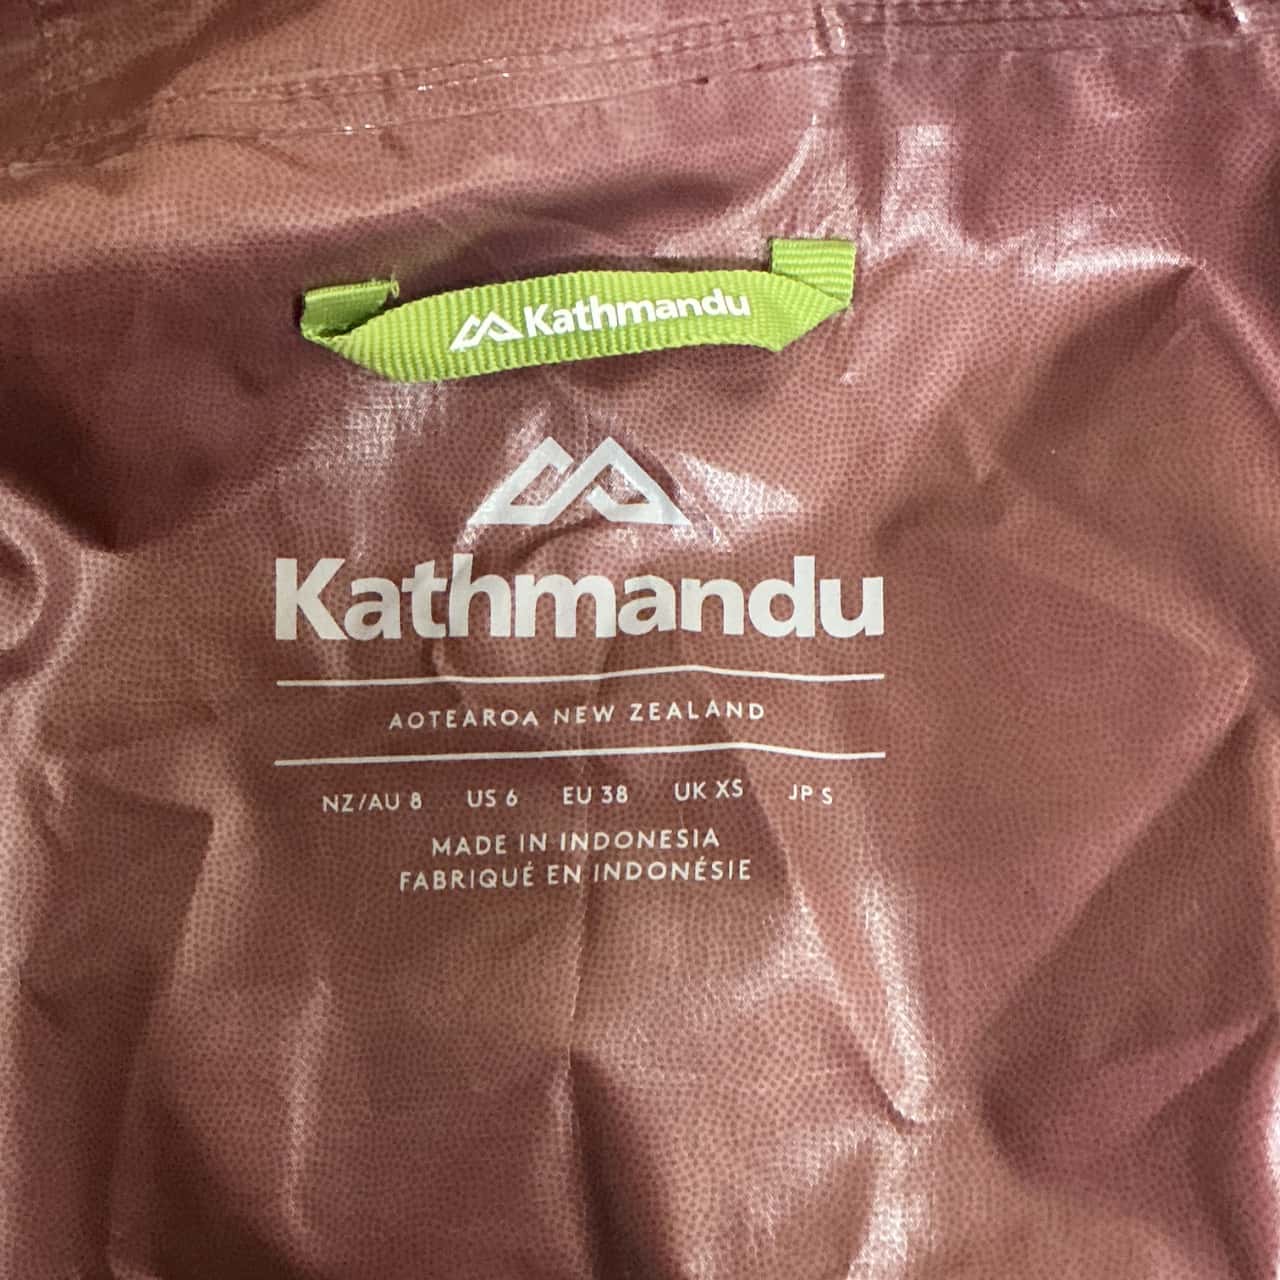 Kathmandu
Kathmandu
AOTEAROA NEW ZEALAND
NZ/AU 8 US 6 EU 38 UK XS JP S
MADE IN INDONESIA
FABRIQUÉ EN INDONÉSIE